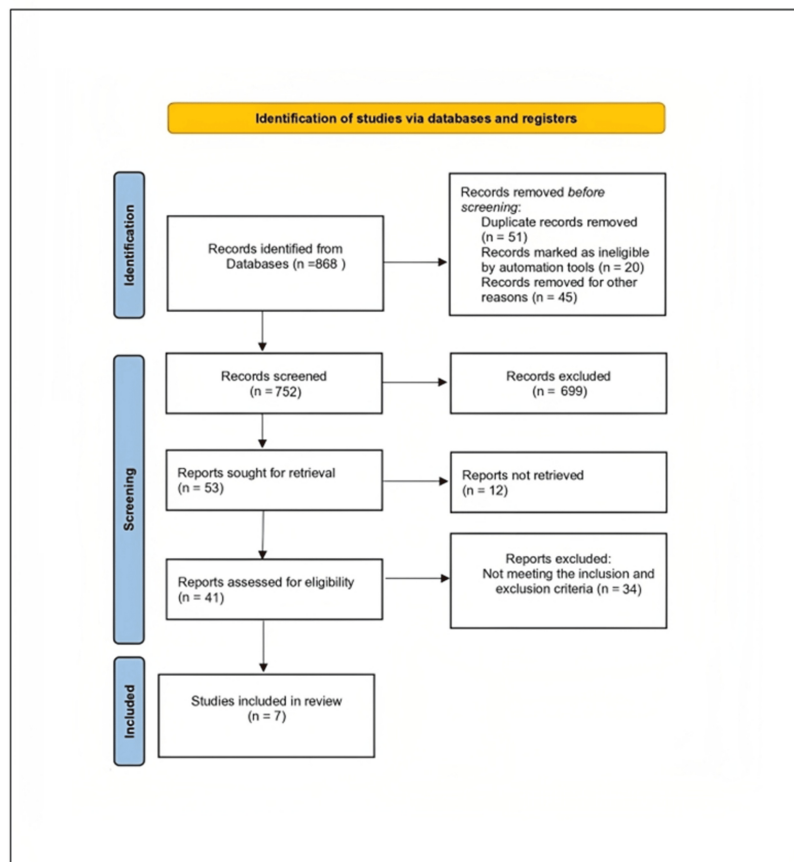 Identification of studies via databases and registers
Identification
Records identified from
Databases (n =868 )
Records removed before
screening:
Duplicate records removed
(n = 51)
Records marked as ineligible
by automation tools (n = 20)
Records removed for other
reasons (n = 45)
Screening
Records screened
(n = 752)
Records excluded
(n = 699)
Reports sought for retrieval
(n = 53)
Reports not retrieved
(n = 12)
Reports assessed for eligibility
(n = 41)
Reports excluded:
Not meeting the inclusion and
exclusion criteria (n = 34)
Included
Studies included in review
(n = 7)